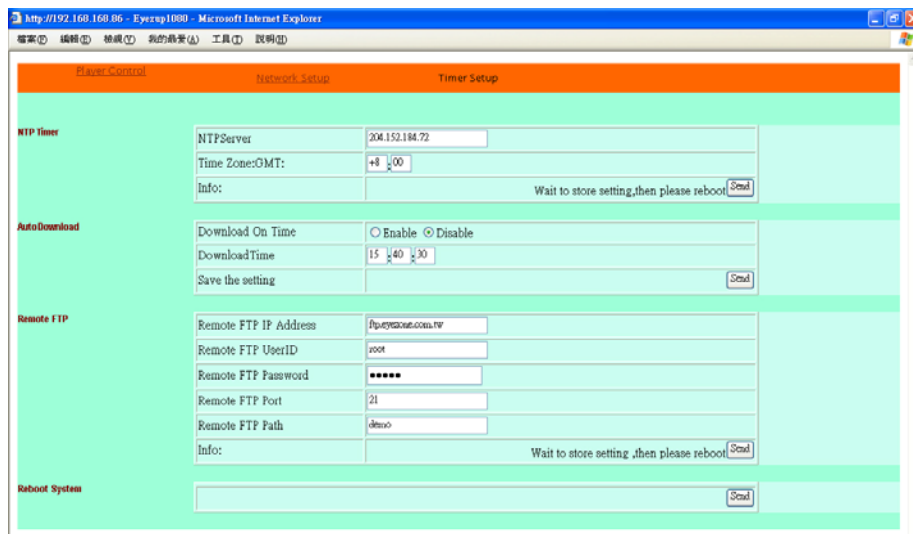 http://192.168.168.86 - Eyezup1080 - Microsoft Internet Explorer
檔案(F) 編輯(E) 檢視(V) 我的最愛(A) 工具(T) 說明(H)
Player Control Network Setup Timer Setup
NTP Timer
NTPServer 204.152.184.72
Time Zone:GMT: +8 : 00
Info: Wait to store setting,then please reboot Send
AutoDownload
Download On Time Enable Disable
DownloadTime 15 : 40 : 30
Save the setting Send
Remote FTP
Remote FTP IP Address ftp.eyezone.com.tw
Remote FTP UserID root
Remote FTP Password •••••
Remote FTP Port 21
Remote FTP Path demo
Info: Wait to store setting ,then please reboot Send
Reboot System
Send